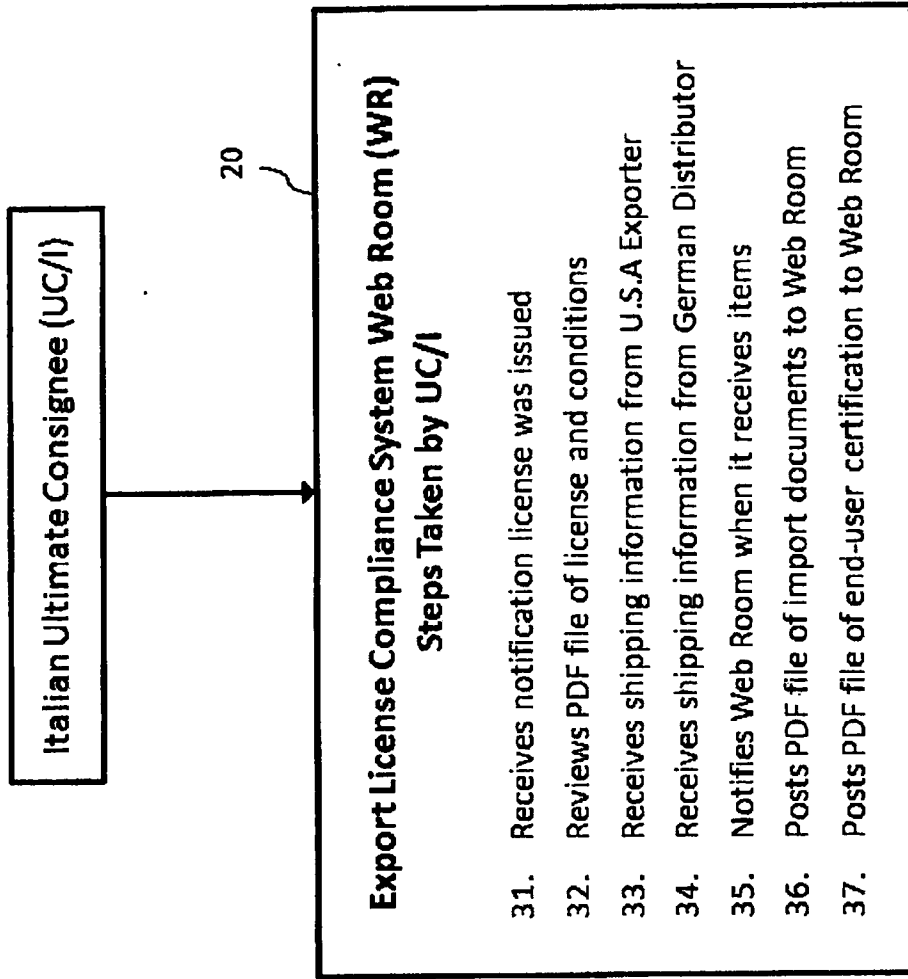 Italian Ultimate Consignee (UC/I)
20
Export License Compliance System Web Room (WR)
Steps Taken by UC/I
31. Receives notification license was issued
32. Reviews PDF file of license and conditions
33. Receives shipping information from U.S.A Exporter
34. Receives shipping information from German Distributor
35. Notifies Web Room when it receives items
36. Posts PDF file of import documents to Web Room
37. Posts PDF file of end-user certification to Web Room